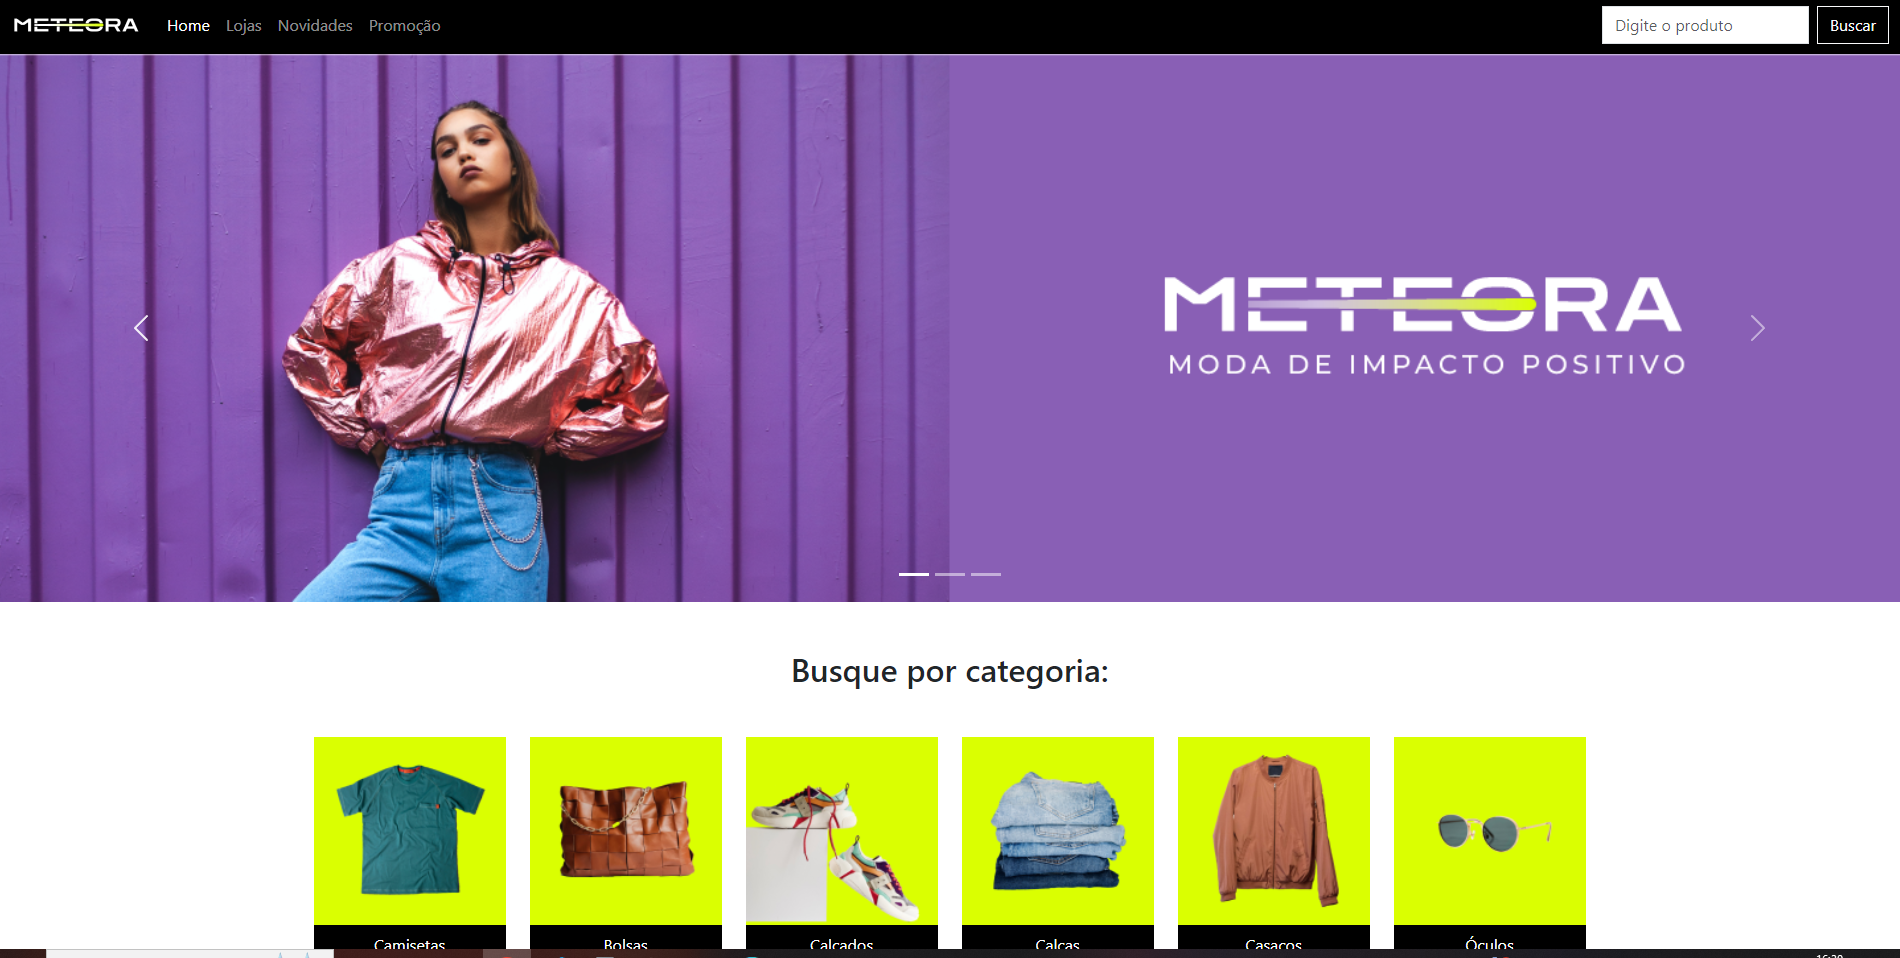 METEORA Home Lojas Novidades Promoção Digite o produto Buscar
METEORA
MODA DE IMPACTO POSITIVO
Busque por categoria:
Camisetas Bolsas Calçados Calças Casacos Óculos